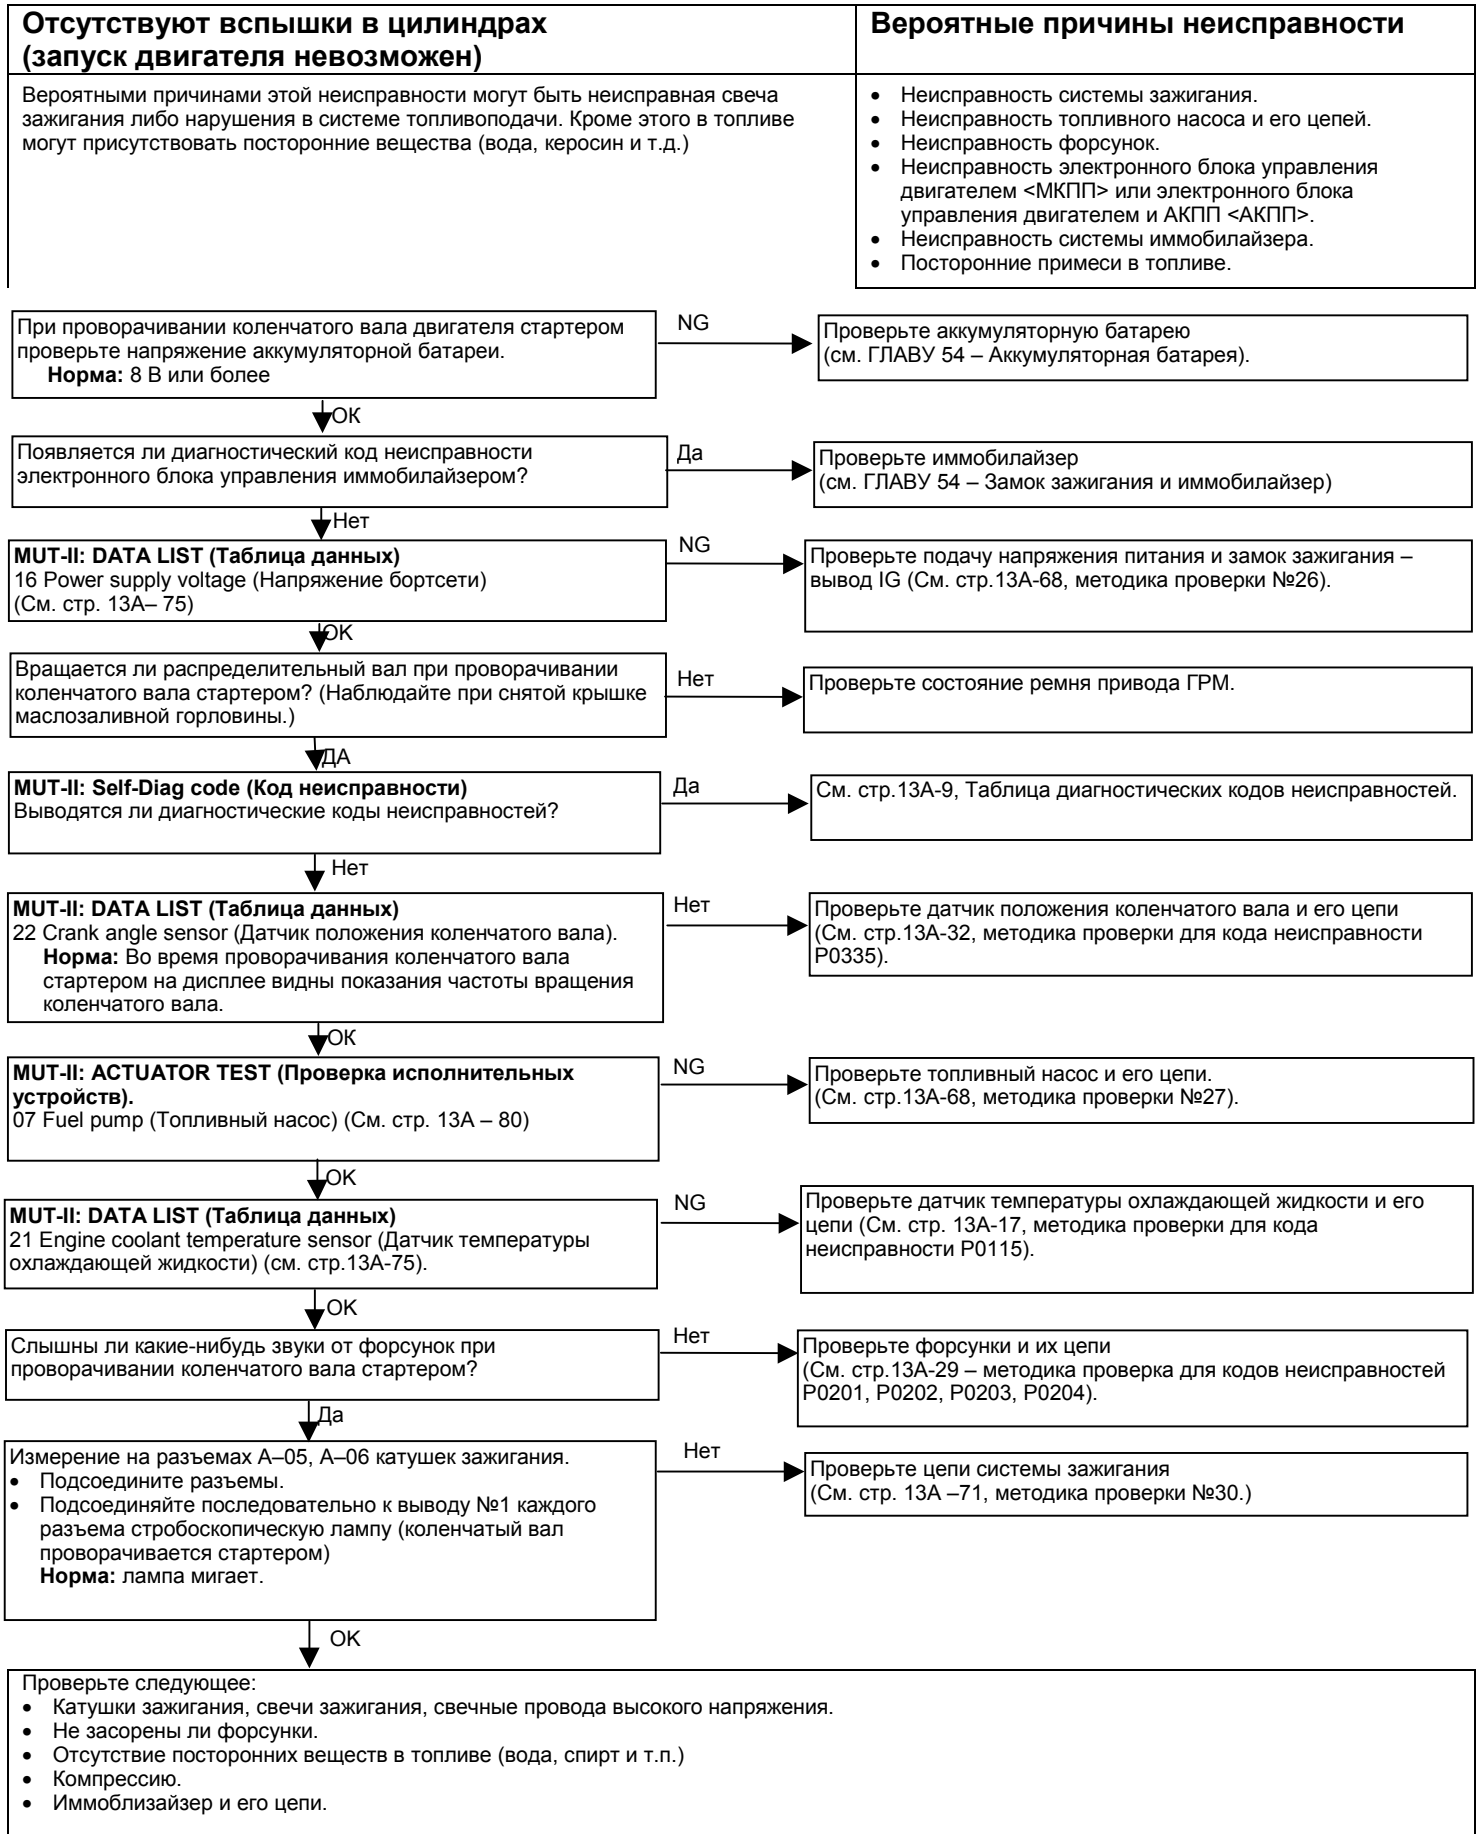 Отсутствуют вспышки в цилиндрах
(запуск двигателя невозможен)
Вероятные причины неисправности
Вероятными причинами этой неисправности могут быть неисправная свеча
зажигания либо нарушения в системе топливоподачи. Кроме этого в топливе
могут присутствовать посторонние вещества (вода, керосин и т.д.)
• Неисправность системы зажигания.
• Неисправность топливного насоса и его цепей.
• Неисправность форсунок.
• Неисправность электронного блока управления
двигателем <МКПП> или электронного блока
управления двигателем и АКПП <АКПП>.
• Неисправность системы иммобилайзера.
• Посторонние примеси в топливе.
При проворачивании коленчатого вала двигателя стартером
проверьте напряжение аккумуляторной батареи.
Норма: 8 В или более
NG
Проверьте аккумуляторную батарею
(см. ГЛАВУ 54 – Аккумуляторная батарея).
ОК
Появляется ли диагностический код неисправности
электронного блока управления иммобилайзером?
Да
Проверьте иммобилайзер
(см. ГЛАВУ 54 – Замок зажигания и иммобилайзер)
Нет
MUT-II: DATA LIST (Таблица данных)
16 Power supply voltage (Напряжение бортсети)
(См. стр. 13А– 75)
NG
Проверьте подачу напряжения питания и замок зажигания –
вывод IG (См. стр.13А-68, методика проверки №26).
OK
Вращается ли распределительный вал при проворачивании
коленчатого вала стартером? (Наблюдайте при снятой крышке
маслозаливной горловины.)
Нет
Проверьте состояние ремня привода ГРМ.
ДА
MUT-II: Self-Diag code (Код неисправности)
Выводятся ли диагностические коды неисправностей?
Да
См. стр.13А-9, Таблица диагностических кодов неисправностей.
Нет
MUT-II: DATA LIST (Таблица данных)
22 Crank angle sensor (Датчик положения коленчатого вала).
Норма: Во время проворачивания коленчатого вала
стартером на дисплее видны показания частоты вращения
коленчатого вала.
Нет
Проверьте датчик положения коленчатого вала и его цепи
(См. стр.13А-32, методика проверки для кода неисправности
P0335).
ОК
MUT-II: ACTUATOR TEST (Проверка исполнительных
устройств).
07 Fuel pump (Топливный насос) (См. стр. 13А – 80)
NG
Проверьте топливный насос и его цепи.
(См. стр.13А-68, методика проверки №27).
OK
MUT-II: DATA LIST (Таблица данных)
21 Engine coolant temperature sensor (Датчик температуры
охлаждающей жидкости) (см. стр.13А-75).
NG
Проверьте датчик температуры охлаждающей жидкости и его
цепи (См. стр. 13А-17, методика проверки для кода
неисправности P0115).
OK
Слышны ли какие-нибудь звуки от форсунок при
проворачивании коленчатого вала стартером?
Нет
Проверьте форсунки и их цепи
(См. стр.13А-29 – методика проверка для кодов неисправностей
P0201, P0202, P0203, P0204).
Да
Измерение на разъемах А–05, А–06 катушек зажигания.
• Подсоедините разъемы.
• Подсоединяйте последовательно к выводу №1 каждого
разъема стробоскопическую лампу (коленчатый вал
проворачивается стартером)
Норма: лампа мигает.
Нет
Проверьте цепи системы зажигания
(См. стр. 13А –71, методика проверки №30.)
OK
Проверьте следующее:
• Катушки зажигания, свечи зажигания, свечные провода высокого напряжения.
• Не засорены ли форсунки.
• Отсутствие посторонних веществ в топливе (вода, спирт и т.п.)
• Компрессию.
• Иммоблизайзер и его цепи.